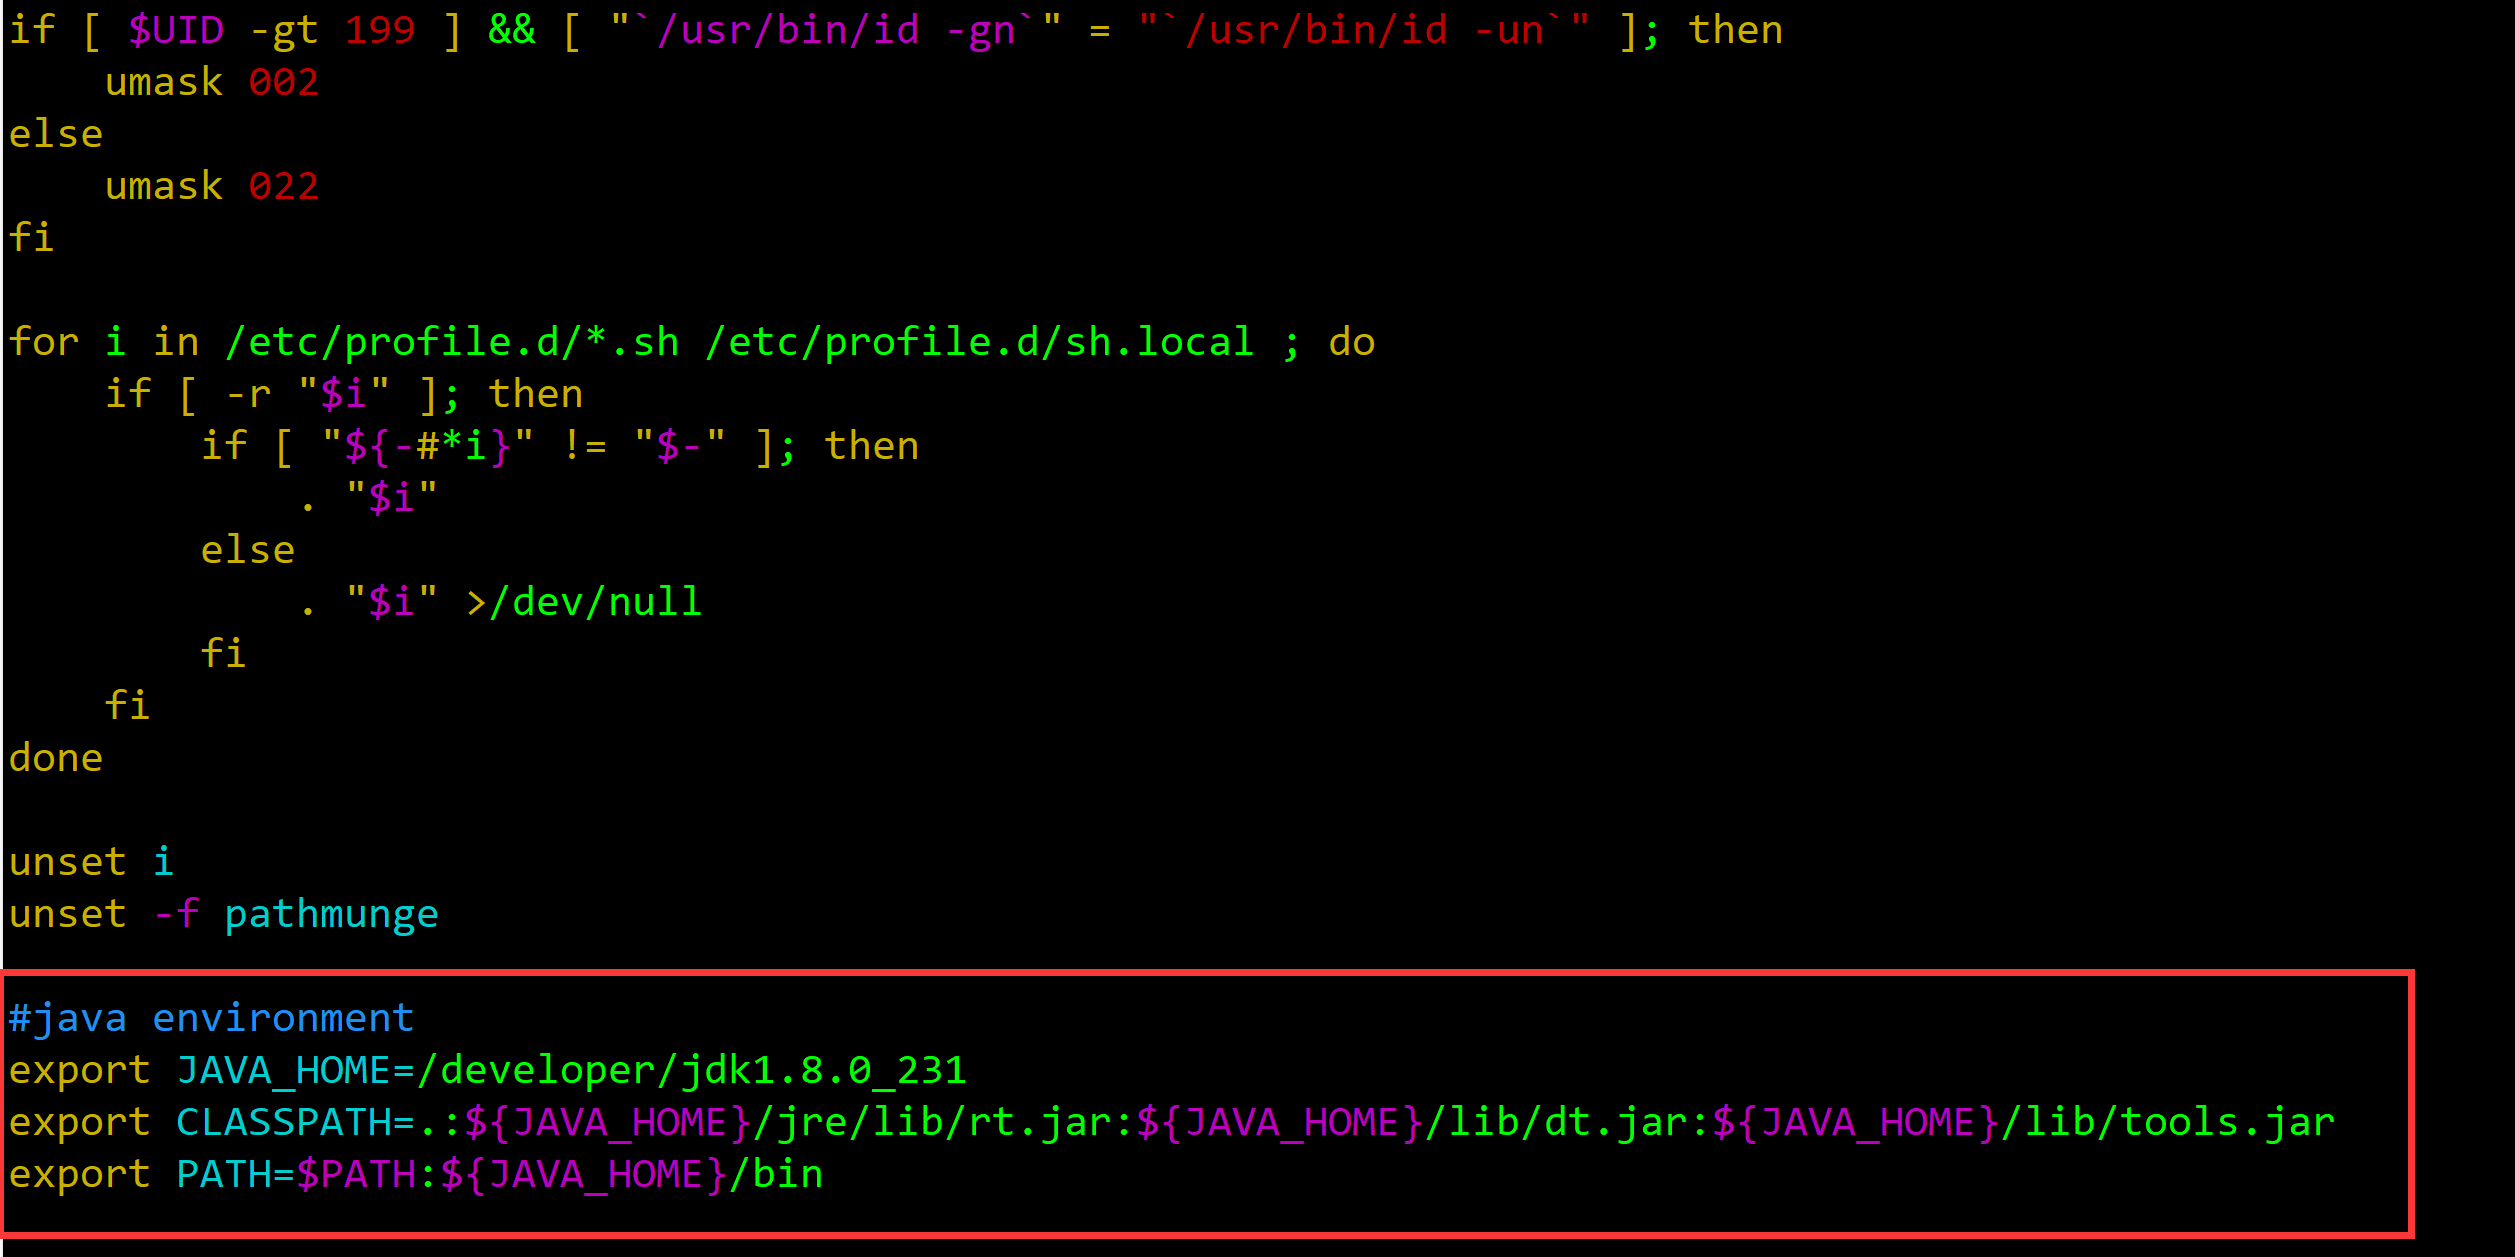 if [ $UID -gt 199 ] && [ "`/usr/bin/id -gn`" = "`/usr/bin/id -un`" ]; then
    umask 002
else
    umask 022
fi

for i in /etc/profile.d/*.sh /etc/profile.d/sh.local ; do
    if [ -r "$i" ]; then
        if [ "${-#*i}" != "$-" ]; then
            . "$i"
        else
            . "$i" >/dev/null
        fi
    fi
done

unset i
unset -f pathmunge

#java environment
export JAVA_HOME=/developer/jdk1.8.0_231
export CLASSPATH=.:${JAVA_HOME}/jre/lib/rt.jar:${JAVA_HOME}/lib/dt.jar:${JAVA_HOME}/lib/tools.jar
export PATH=$PATH:${JAVA_HOME}/bin